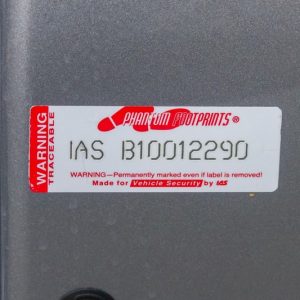 PHANTOM FOOTPRINTS®
WARNING
TRACEABLE
IAS B10012290
WARNING—Permanently marked even if label is removed!
Made for Vehicle Security by IAS